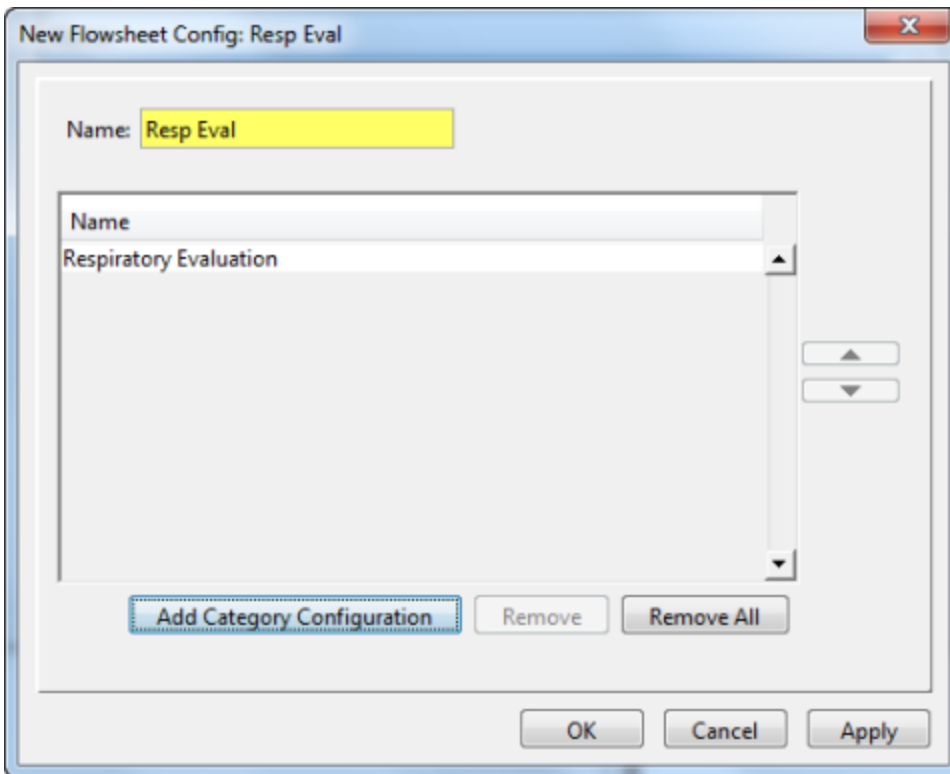 New Flowsheet Config: Resp Eval
Name: Resp Eval
Name
Respiratory Evaluation
Add Category Configuration Remove Remove All
OK Cancel Apply